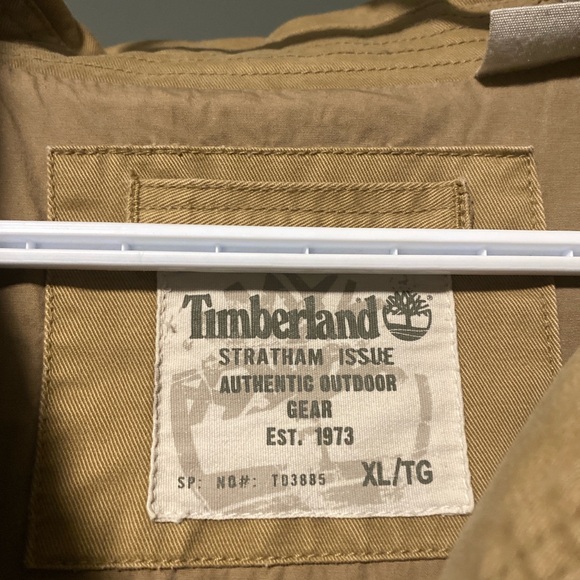 Timberland
STRATHAM ISSUE
AUTHENTIC OUTDOOR
GEAR
EST. 1973
SP: NO#: TD3885 XL/TG